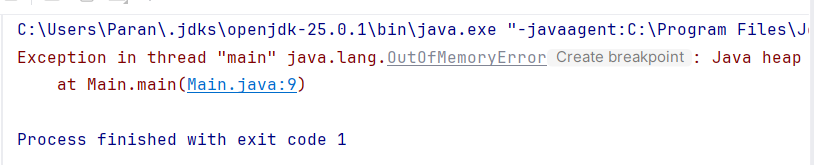 C:\Users\Paran\.jdks\openjdk-25.0.1\bin\java.exe "-javaagent:C:\Program Files\Je
Exception in thread "main" java.lang.OutOfMemoryError Create breakpoint : Java heap
at Main.main(Main.java:9)
Process finished with exit code 1